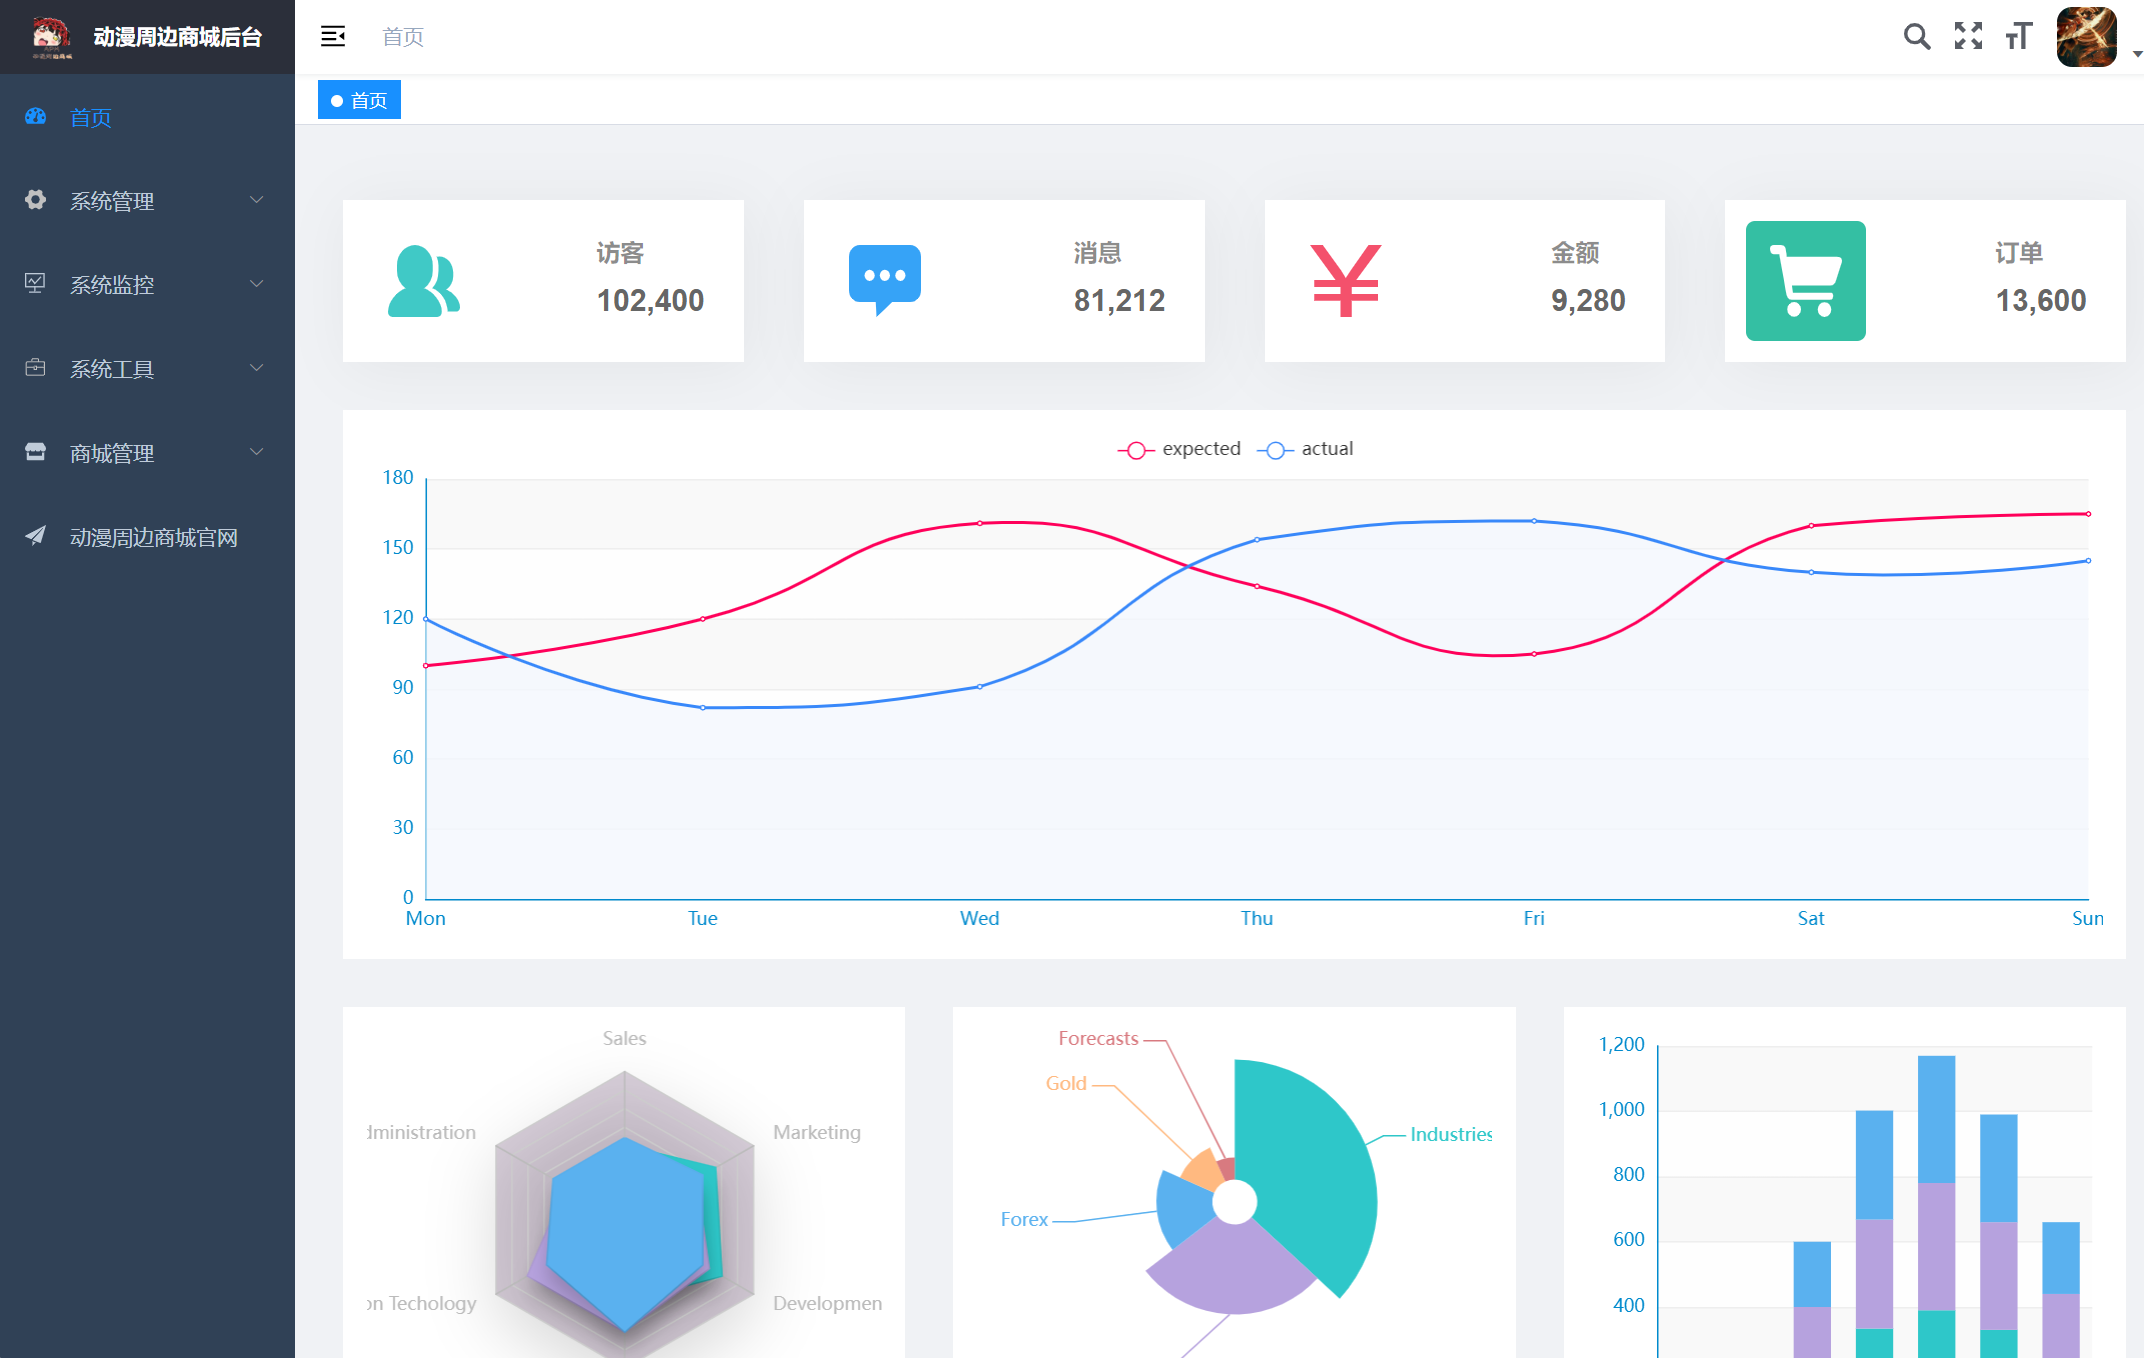 动漫周边商城后台
首页
首页
首页
系统管理
系统监控
系统工具
商城管理
动漫周边商城官网
访客
102,400
消息
81,212
金额
9,280
订单
13,600
expected
actual
180
150
120
90
60
30
0
Mon
Tue
Wed
Thu
Fri
Sat
Sun
Sales
dministration
Marketing
on Techology
Developmen
Forecasts
Gold
Industries
Forex
1,200
1,000
800
600
400